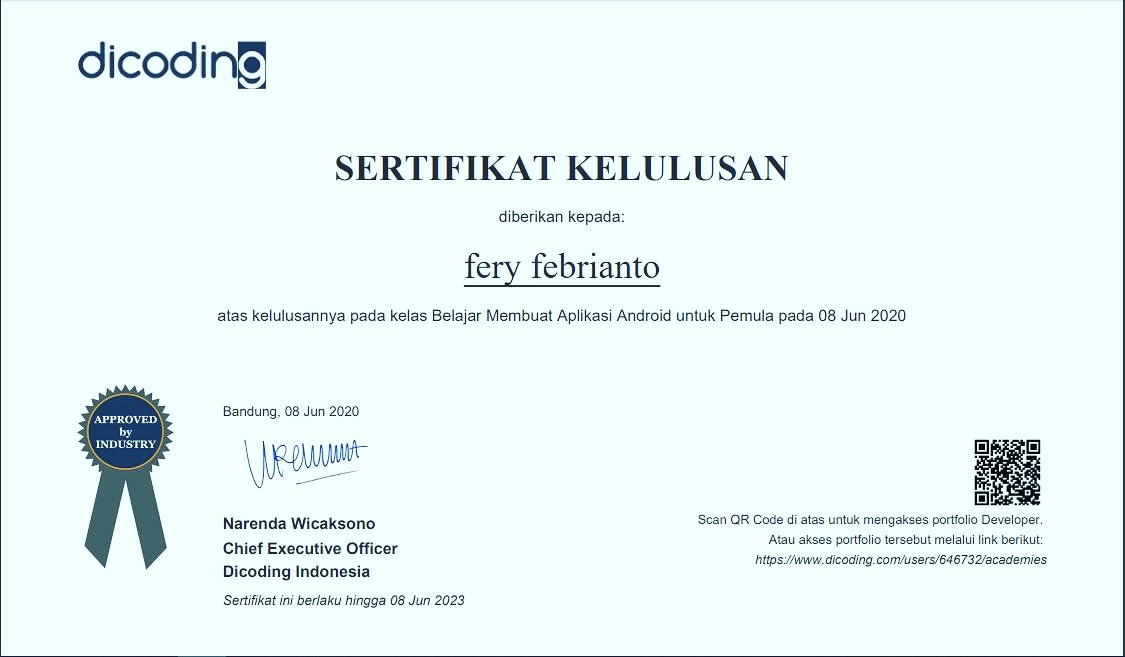 dicoding
SERTIFIKAT KELULUSAN
diberikan kepada:
fery febrianto
atas kelulusannya pada kelas Belajar Membuat Aplikasi Android untuk Pemula pada 08 Jun 2020
APPROVED
by
INDUSTRY
Bandung, 08 Jun 2020
Narenda Wicaksono
Chief Executive Officer
Dicoding Indonesia
Sertifikat ini berlaku hingga 08 Jun 2023
Scan QR Code di atas untuk mengakses portfolio Developer.
Atau akses portfolio tersebut melalui link berikut:
https://www.dicoding.com/users/646732/academies